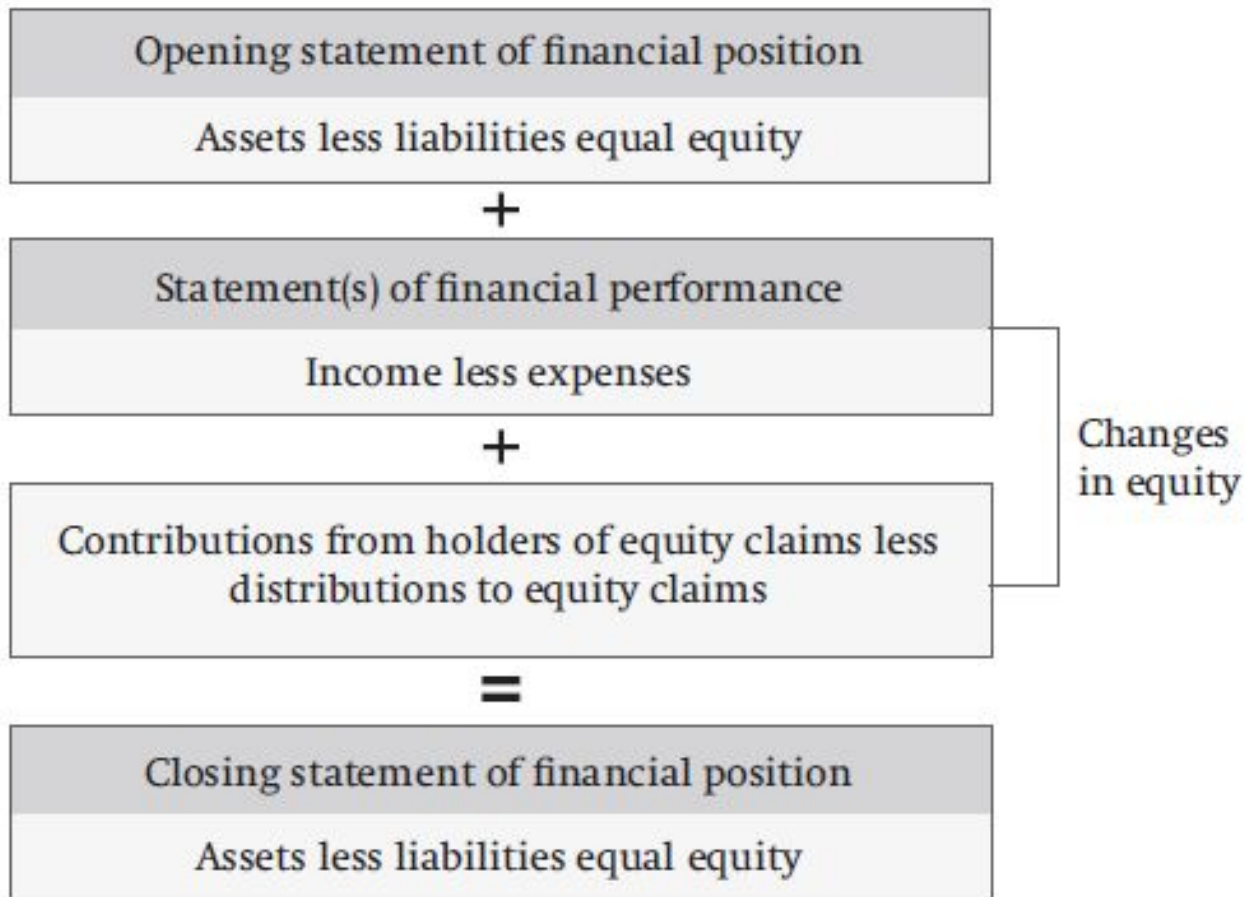 Opening statement of financial position
Assets less liabilities equal equity
+
Statement(s) of financial performance
Income less expenses
+
Changes
in equity
Contributions from holders of equity claims less
distributions to equity claims
=
Closing statement of financial position
Assets less liabilities equal equity